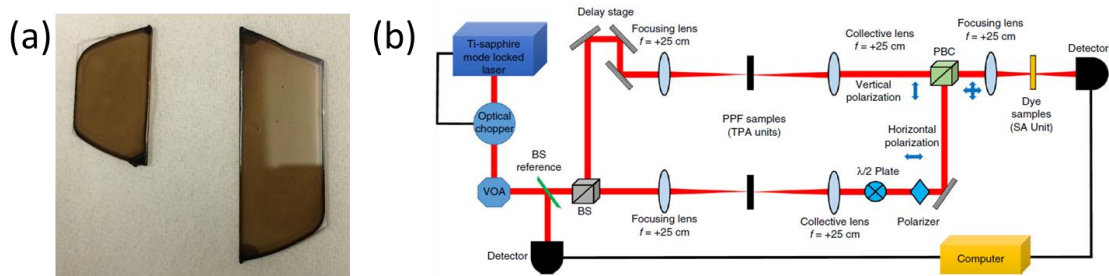 (a)
(b)
Ti-sapphire
mode locked
laser
Optical
chopper
VOA
BS
reference
BS
Detector
Delay stage
Focusing lens
f = +25 cm
PPF samples
(TPA units)
Focusing lens
f = +25 cm
Collective lens
f = +25 cm
Vertical
polarization
Horizontal
polarization
λ/2 Plate
Polarizer
Collective lens
f = +25 cm
PBC
Focusing lens
f = +25 cm
Dye
samples
(SA Unit)
Detector
Computer